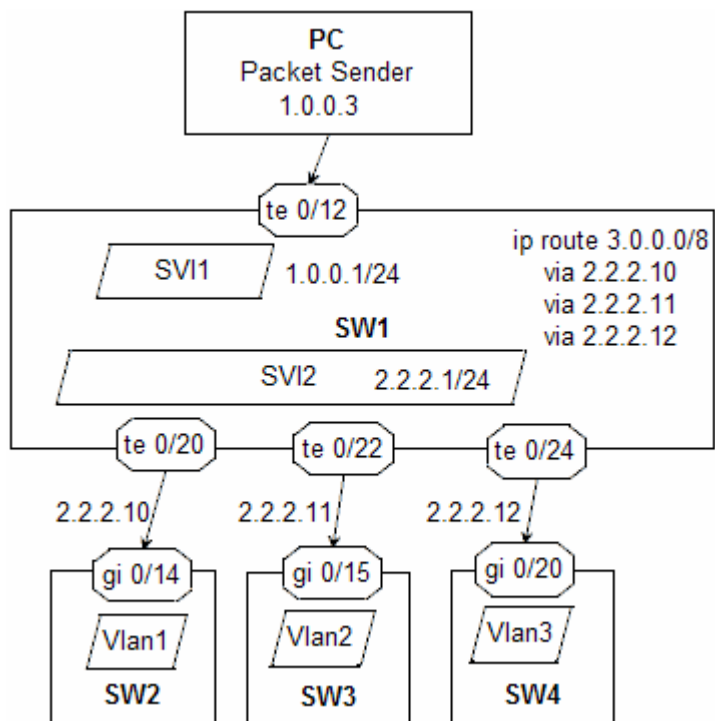 PC
Packet Sender
1.0.0.3
te 0/12
SVI1
1.0.0.1/24
ip route 3.0.0.0/8
via 2.2.2.10
via 2.2.2.11
via 2.2.2.12
SW1
SVI2
2.2.2.1/24
te 0/20
te 0/22
te 0/24
2.2.2.10
2.2.2.11
2.2.2.12
gi 0/14
gi 0/15
gi 0/20
Vlan1
Vlan2
Vlan3
SW2
SW3
SW4